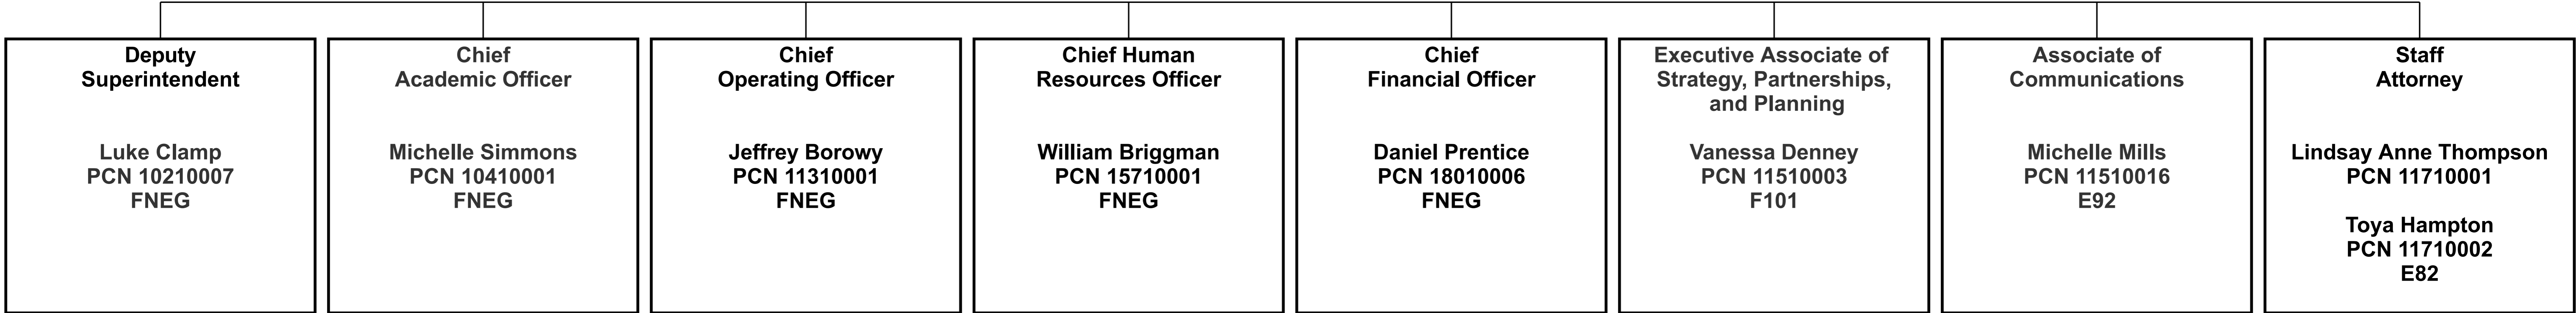 Deputy
Superintendent
Luke Clamp
PCN 10210007
FNEG
Chief
Academic Officer
Michelle Simmons
PCN 10410001
FNEG
Chief
Operating Officer
Jeffrey Borowy
PCN 11310001
FNEG
Chief Human
Resources Officer
William Briggman
PCN 15710001
FNEG
Chief
Financial Officer
Daniel Prentice
PCN 18010006
FNEG
Executive Associate of
Strategy, Partnerships,
and Planning
Vanessa Denney
PCN 11510003
F101
Associate of
Communications
Michelle Mills
PCN 11510016
E92
Staff
Attorney
Lindsay Anne Thompson
PCN 11710001
Toya Hampton
PCN 11710002
E82